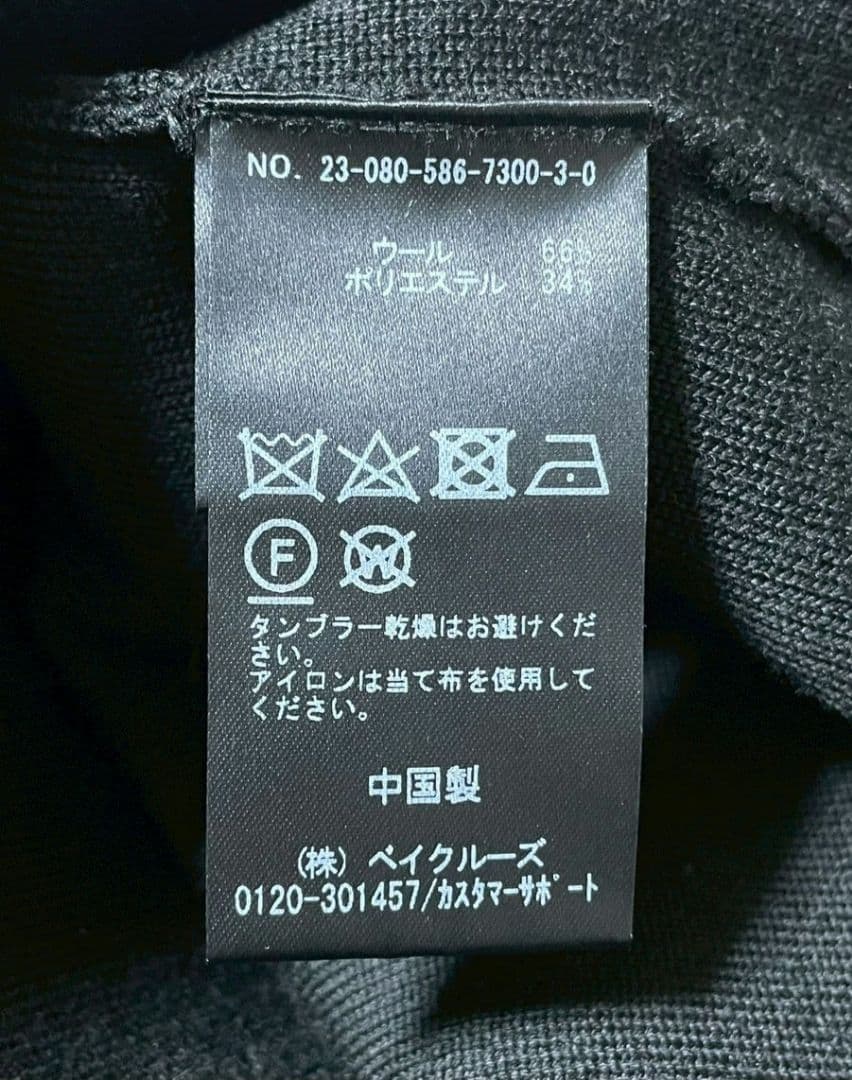 NO. 23-080-586-7300-3-0
ウール 66%
ポリエステル 34%
F
W
タンブラー乾燥はお避けくだ
さい。
アイロンは当て布を使用して
ください。
中国製
(株) ベイクルーズ
0120-301457/カスタマーサポート